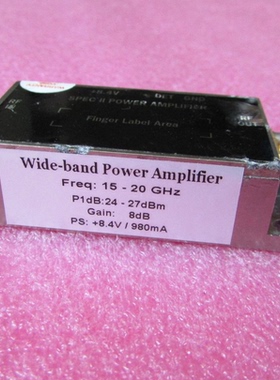 +8.4V DET GND
SPEC II POWER AMPLIFIER
RF
OUT
Finger Label Area
Wide-band Power Amplifier
Freq: 15 - 20 GHz
P1dB:24 - 27dBm
Gain: 8dB
PS: +8.4V / 980mA